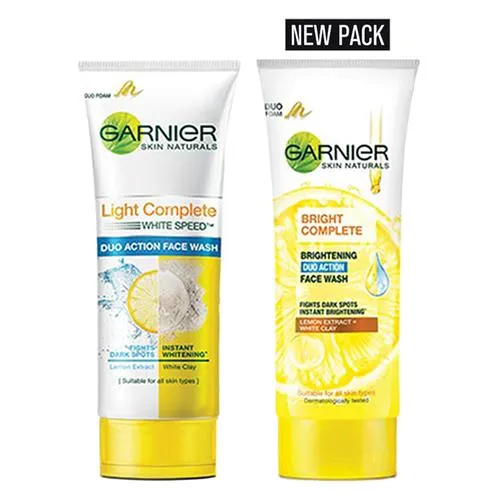 NEW PACK
DUO FOAM
GARNIER
SKIN NATURALS
Light Complete
WHITE SPEED™
DUO ACTION FACE WASH
FIGHTS
DARK SPOTS
Lemon Extract
INSTANT
WHITENING*
White Clay
[ Suitable for all skin types ]
DUO
FOAM
GARNIER
SKIN NATURALS
BRIGHT
COMPLETE
BRIGHTENING
DUO ACTION
FACE WASH
FIGHTS DARK SPOTS
INSTANT BRIGHTENING*
LEMON EXTRACT +
WHITE CLAY
Suitable for all skin types
Dermatologically tested